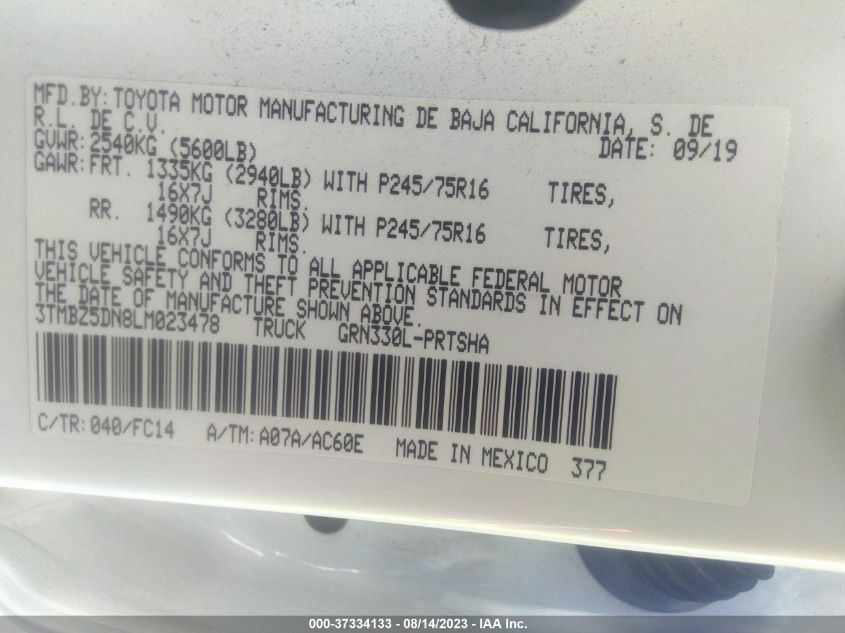 MFD.BY:TOYOTA MOTOR MANUFACTURING DE BAJA CALIFORNIA, S. DE
R.L. DE C.V.
GVWR:2540KG (5600LB) DATE: 09/19
GAWR:FRT. 1335KG (2940LB) WITH P245/75R16 TIRES,
16X7J RIMS.
RR. 1490KG (3280LB) WITH P245/75R16 TIRES,
16X7J RIMS.
THIS VEHICLE CONFORMS TO ALL APPLICABLE FEDERAL MOTOR
VEHICLE SAFETY AND THEFT PREVENTION STANDARDS IN EFFECT ON
THE DATE OF MANUFACTURE SHOWN ABOVE.
3TMBZ5DN8LM023478 TRUCK GRN330L-PRTSHA
C/TR:040/FC14 A/TM:A07A/AC60E MADE IN MEXICO 377
000-37334133 - 08/14/2023 - IAA Inc.